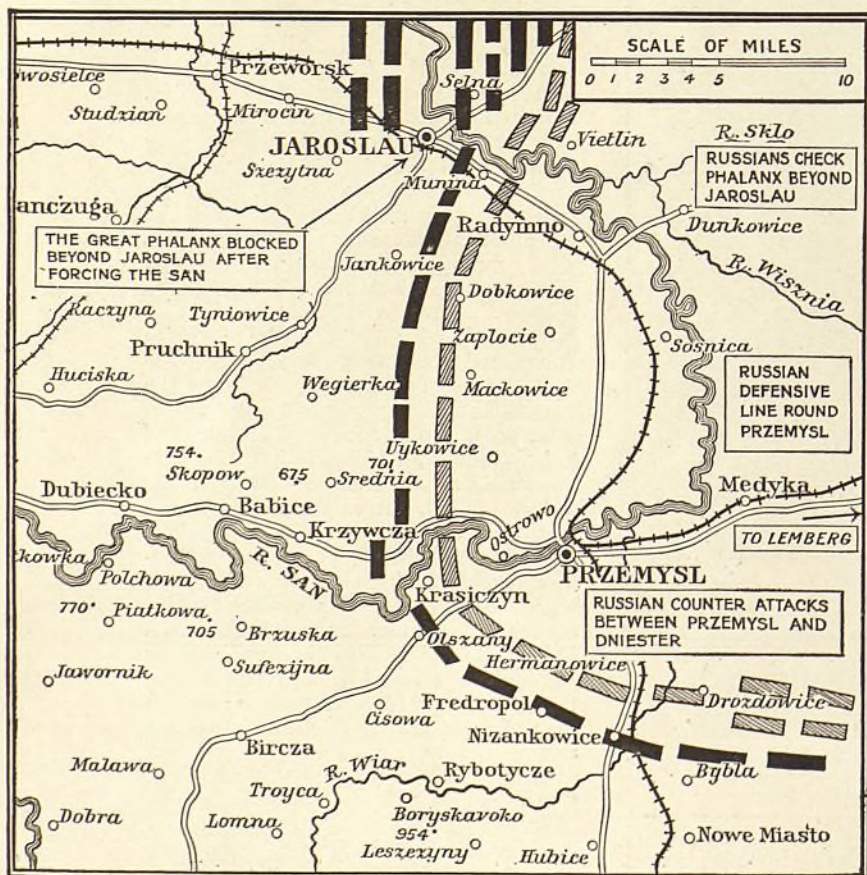 SCALE OF MILES
0 1 2 3 4 5 10
owosielce
Przeworsk
Selna
Studzian
Mirocin
JAROSLAU
Vietlin
R. Sklo
Szezytna
Munina
RUSSIANS CHECK
PHALANX BEYOND
JAROSLAU
anczuga
Radymno
Dunkowice
THE GREAT PHALANX BLOCKED
BEYOND JAROSLAU AFTER
FORCING THE SAN
Jankowice
R. Wisznia
Kaczyna
Tyniowice
Dobkowice
Zaplocie
Sosnica
Pruchnik
Huciska
Wegierka
Mackowice
RUSSIAN
DEFENSIVE
LINE ROUND
PRZEMYSL
754
Skopow
675
Srednia
701
Uykowice
Medyka
Dubiecko
Babice
Krzywcza
Ostrowo
TO LEMBERG
tkowka
Polchowa
R. SAN
PRZEMYSL
Krasiczyn
RUSSIAN COUNTER ATTACKS
BETWEEN PRZEMYSL AND
DNIESTER
770
Piatkowa
705
Brzuska
Olszany
Sufezijna
Hermanowice
Jawornik
Drozdowice
Cisowa
Fredropol
Bircza
Nizankowice
Malawa
R. Wiar
Rybotycze
Bybla
Troyca
Boryskavoko
Dobra
Lomna
954
Leszezyny
Hubice
Nowe Miasto